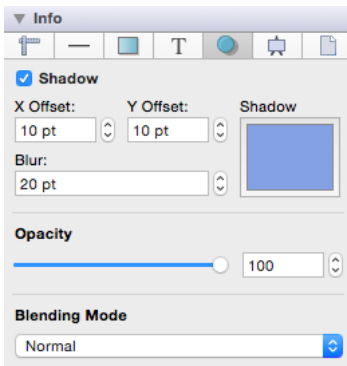 Info
T
Shadow
X Offset: Y Offset: Shadow
10 pt 10 pt
Blur:
20 pt
Opacity
100
Blending Mode
Normal